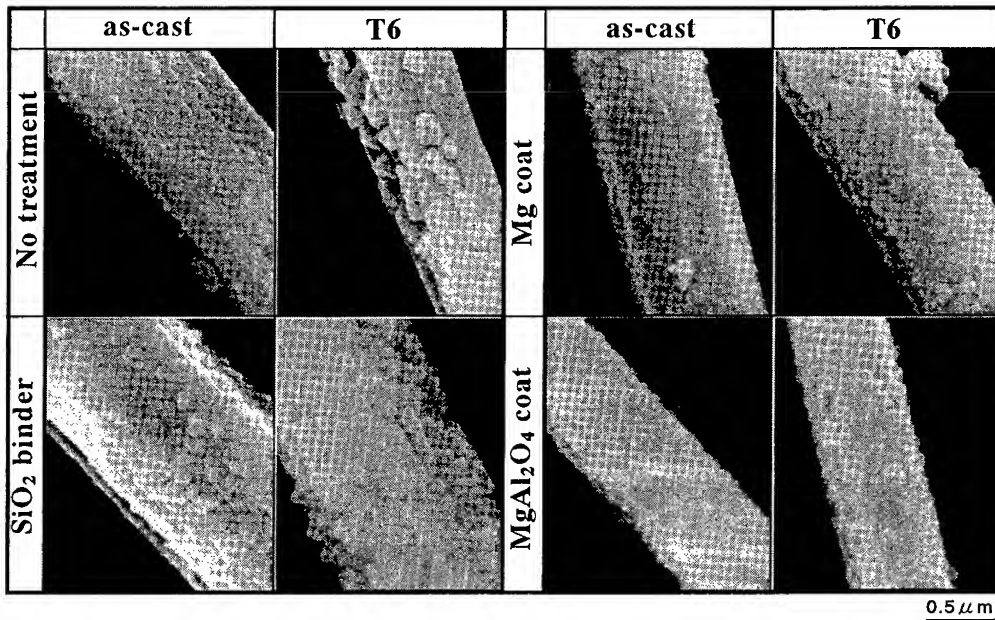 as-cast T6 as-cast T6
No treatment
Mg coat
SiO₂ binder
MgAl₂O₄ coat
0.5μm